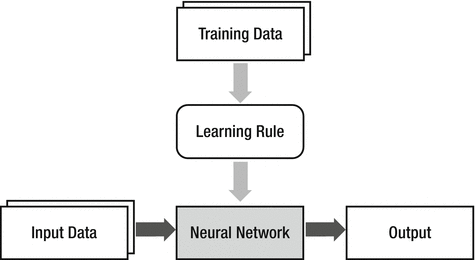 Training Data
Learning Rule
Input Data
Neural Network
Output